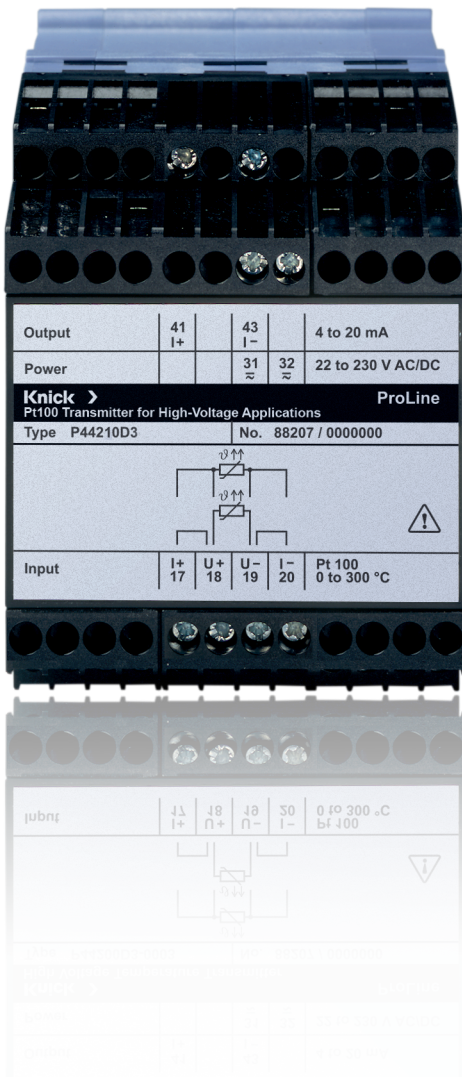 Output 41 43 4 to 20 mA
I+ I−
Power 31 32 22 to 230 V AC/DC
≂ ≂
Knick > ProLine
Pt100 Transmitter for High-Voltage Applications
Type P44210D3 No. 88207 / 0000000
ϑ ↑↑
ϑ ↑↑
Input I+ U+ U− I− Pt 100
17 18 19 20 0 to 300 °C